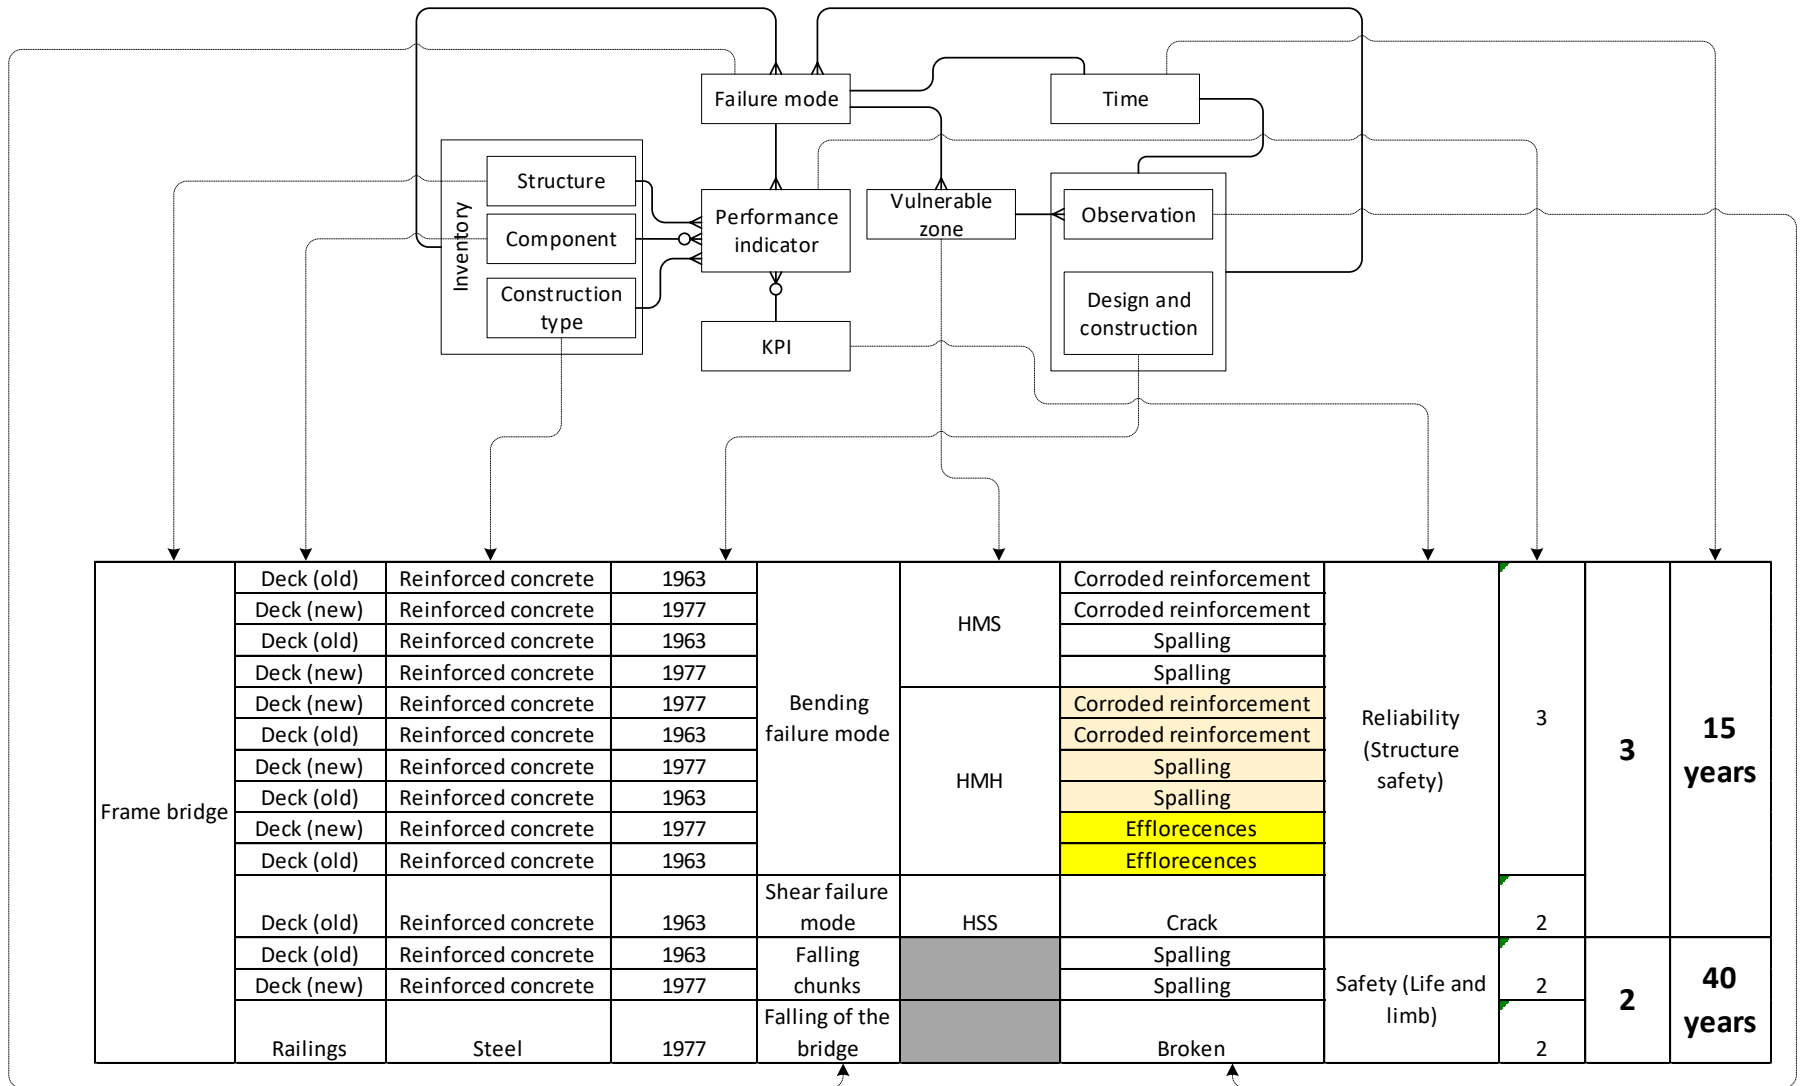 Failure mode
Time
Inventory
Structure
Component
Construction
type
Performance
indicator
KPI
Vulnerable
zone
Observation
Design and
construction
Frame bridge
Deck (old) Reinforced concrete 1963 Corroded reinforcement
Deck (new) Reinforced concrete 1977 Corroded reinforcement
HMS
Deck (old) Reinforced concrete 1963 Spalling
Deck (new) Reinforced concrete 1977 Spalling
Deck (new) Reinforced concrete 1977 Corroded reinforcement
Deck (old) Reinforced concrete 1963 Corroded reinforcement
Bending
failure mode
Deck (new) Reinforced concrete 1977 Spalling
HMH
Deck (old) Reinforced concrete 1963 Spalling
Deck (new) Reinforced concrete 1977 Efflorecences
Deck (old) Reinforced concrete 1963 Efflorecences
Reliability
(Structure
safety)
3
3
15
years
Shear failure
mode
Deck (old) Reinforced concrete 1963 HSS Crack 2
Deck (old) Reinforced concrete 1963 Spalling
Falling
chunks
Deck (new) Reinforced concrete 1977 Spalling 2
Safety (Life and
limb)
2
40
years
Falling of the
bridge
Railings Steel 1977 Broken 2